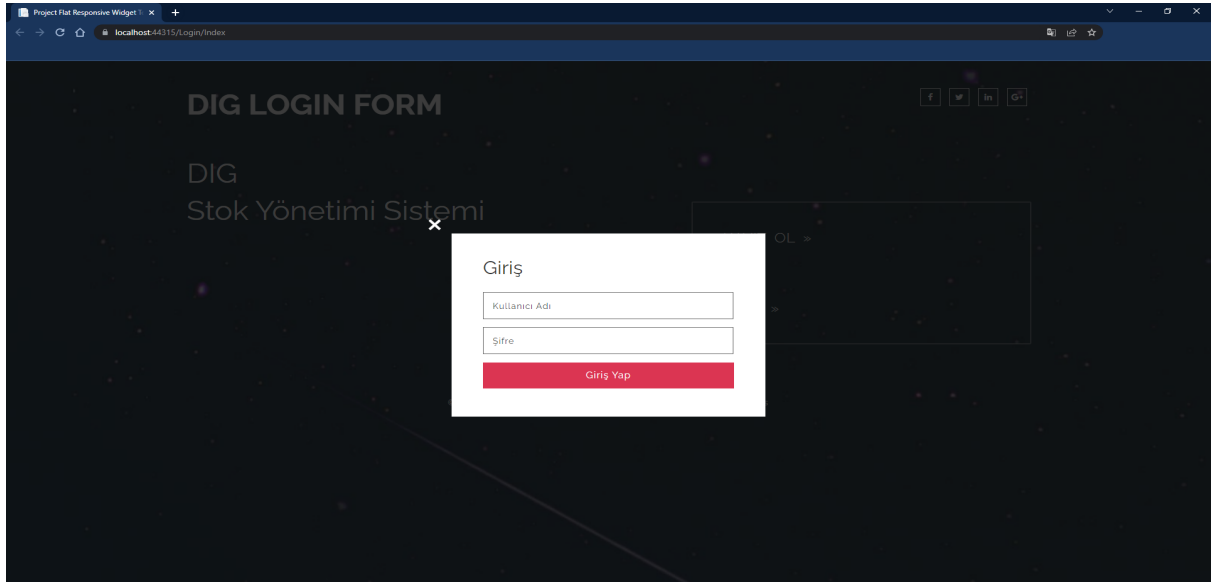 Project Flat Responsive Widget
localhost:44315/Login/Index
DIG LOGIN FORM
f in G+
DIG
Stok Yönetimi Sistemi
OL »
»
Giriş
Kullanıcı Adı
Şifre
Giriş Yap